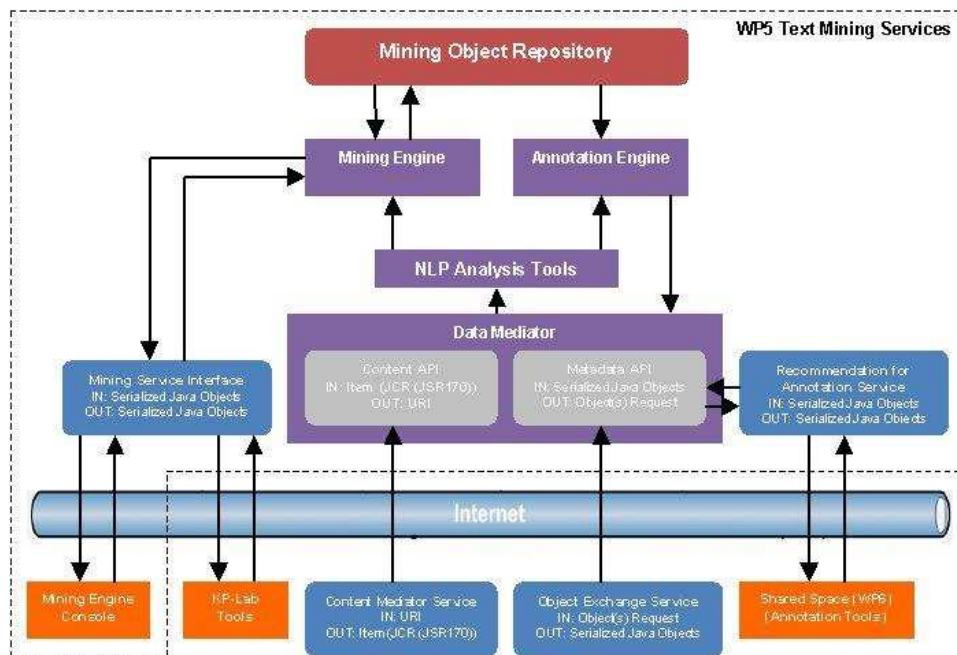 WP5 Text Mining Services
Mining Object Repository
Mining Engine
Annotation Engine
NLP Analysis Tools
Data Mediator
Content API
IN: Item (JCR (JSR170))
OUT: URI
Metadata API
IN: Serialized Java Objects
OUT: Object(s) Request
Mining Service Interface
IN: Serialized Java Objects
OUT: Serialized Java Objects
Recommendation for
Annotation Service
IN: Serialized Java Objects
OUT: Serialized Java Objects
Internet
Mining Engine
Console
KP-Lab
Tools
Content Mediator Service
IN: URI
OUT: Item (JCR (JSR170))
Object Exchange Service
IN: Object(s) Request
OUT: Serialized Java Objects
Shared Space (WP6)
(Annotation Tools)